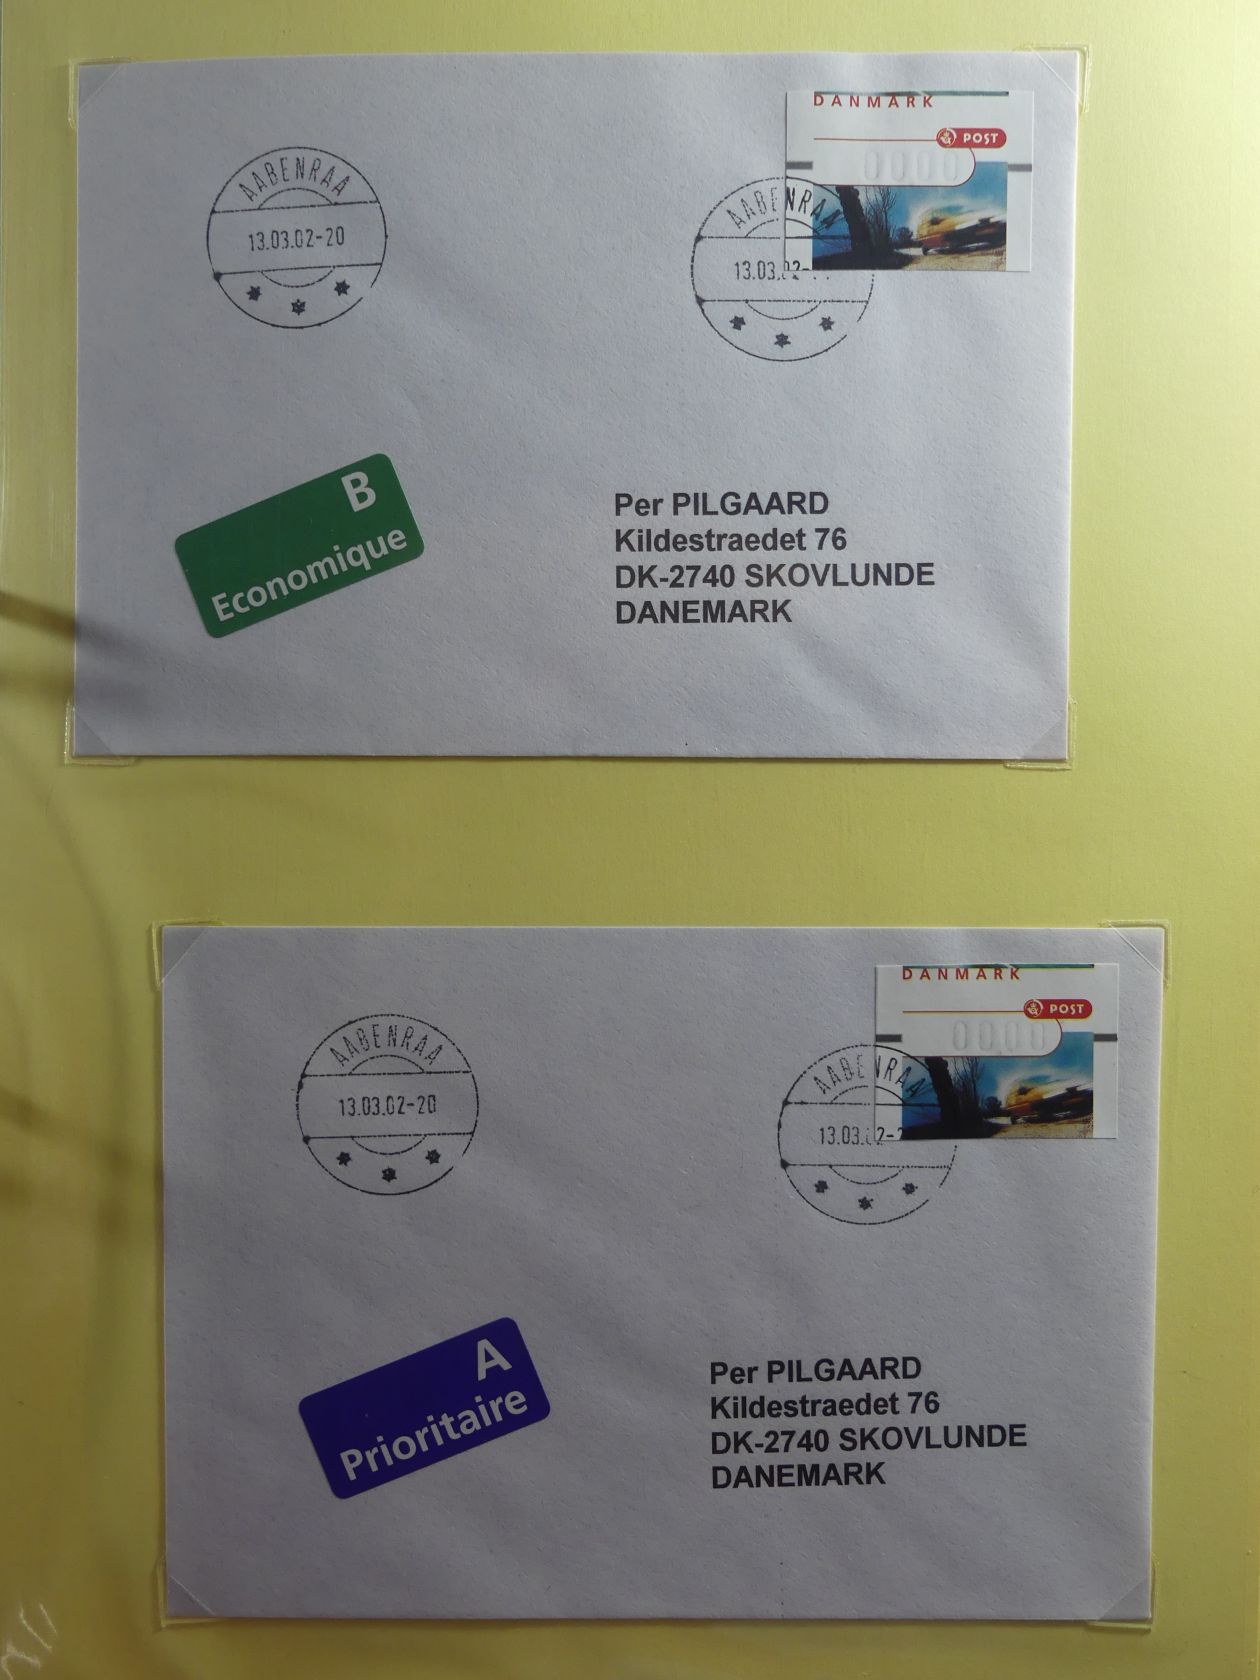 DANMARK
POST
0000
AABENRAA
13.03.02-20
AABENRAA
13.03.02-
B
Economique
Per PILGAARD
Kildestraedet 76
DK-2740 SKOVLUNDE
DANEMARK
DANMARK
POST
0000
AABENRAA
13.03.02-20
AABENRAA
13.03.02-2
A
Prioritaire
Per PILGAARD
Kildestraedet 76
DK-2740 SKOVLUNDE
DANEMARK